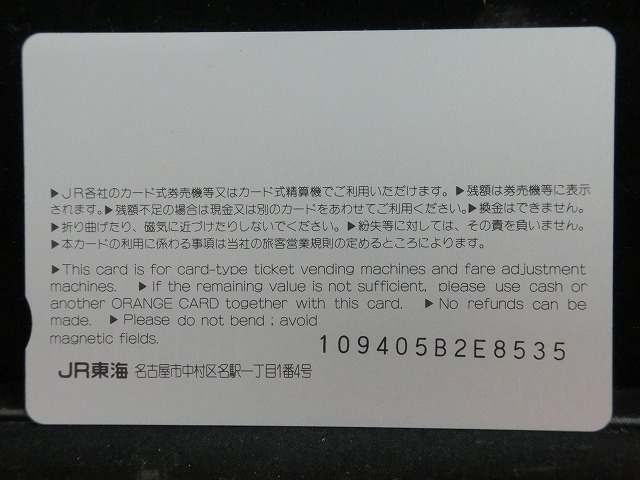 ▶JR各社のカード式券売機等又はカード式精算機でご利用いただけます。▶残額は券売機等に表示
されます。▶残額不足の場合は現金又は別のカードをあわせてご利用ください。▶換金はできません。
▶折り曲げたり、磁気に近づけたりしないでください。▶紛失等に対しては、その責を負いません。
▶本カードの利用に係わる事項は当社の旅客営業規則の定めるところによります。
▶This card is for card-type ticket vending machines and fare adjustment
machines. ▶If the remaining value is not sufficient, please use cash or
another ORANGE CARD together with this card. ▶No refunds can be
made. ▶Please do not bend; avoid
magnetic fields.
109405B2E8535
JR東海 名古屋市中村区名駅一丁目1番4号